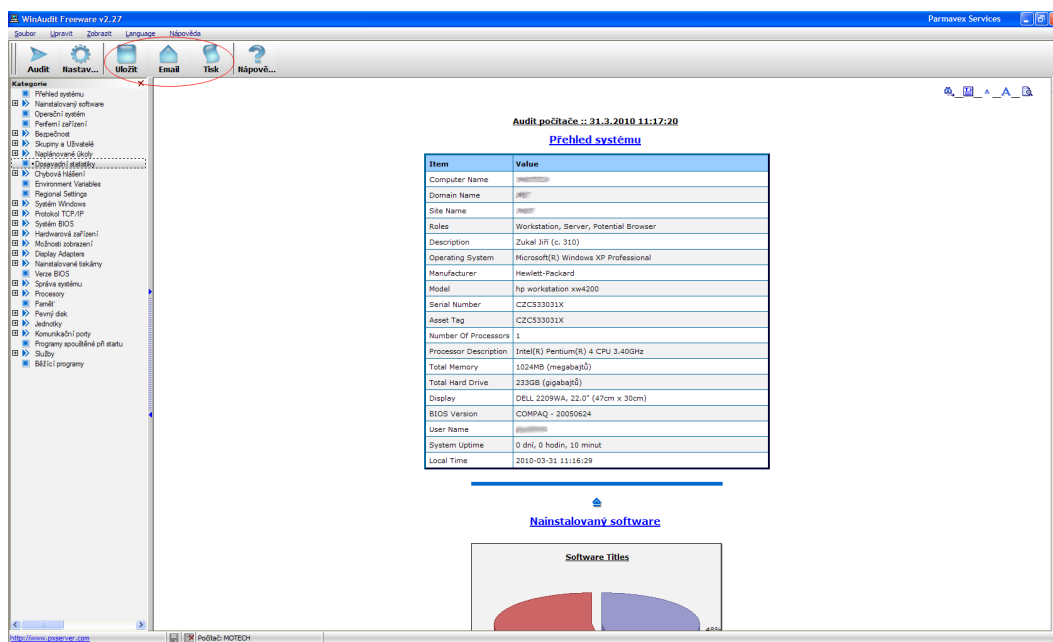 WinAudit Freeware v2.27
Parmavex Services
Soubor Upravit Zobrazit Language Nápověda
Audit Nastav... Uložit Email Tisk Nápově...
Kategorie
Přehled systému
Nainstalovaný software
Operační systém
Periferní zařízení
Bezpečnost
Skupiny a Uživatelé
Naplánované úkoly
Dosavadní statistiky
Chybová hlášení
Environment Variables
Regional Settings
Systém Windows
Protokol TCP/IP
Systém BIOS
Hardwarová zařízení
Možnosti zobrazení
Display Adapters
Nainstalované tiskárny
Verze BIOS
Správa systému
Procesory
Paměť
Pevný disk
Jednotky
Komunikační porty
Programy spouštěné při startu
Služby
Běžící programy
A A
Audit počítače :: 31.3.2010 11:17:20
Přehled systému
Item Value
Computer Name
Domain Name
Site Name
Roles Workstation, Server, Potential Browser
Description Zukal Jiří (c. 310)
Operating System Microsoft(R) Windows XP Professional
Manufacturer Hewlett-Packard
Model hp workstation xw4200
Serial Number CZC533031X
Asset Tag CZC533031X
Number Of Processors 1
Processor Description Intel(R) Pentium(R) 4 CPU 3.40GHz
Total Memory 1024MB (megabajtů)
Total Hard Drive 233GB (gigabajtů)
Display DELL 2209WA, 22.0" (47cm x 30cm)
BIOS Version COMPAQ - 20050624
User Name
System Uptime 0 dní, 0 hodin, 10 minut
Local Time 2010-03-31 11:16:29
Nainstalovaný software
Software Titles
48%
http://www.pxserver.com
Počítač: MOTECH